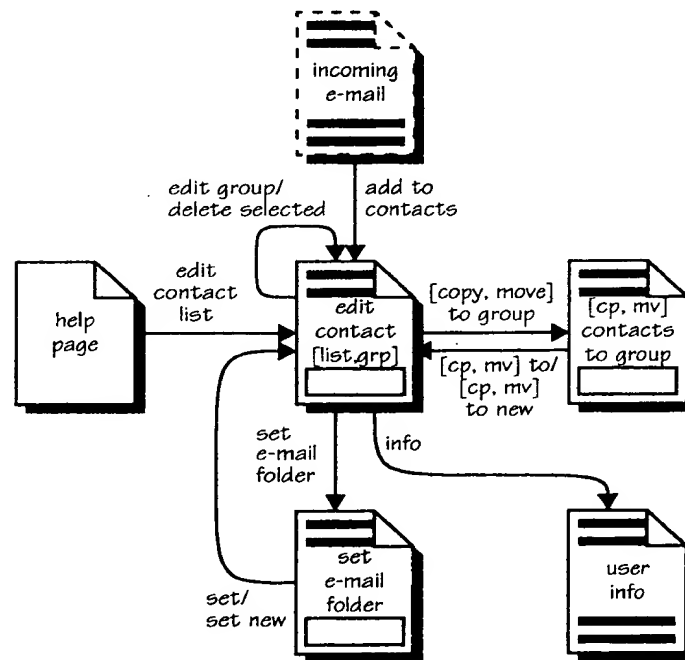 incoming
e-mail
edit group/
delete selected
add to
contacts
edit
contact
list
help
page
edit
contact
[list,grp]
[copy, move]
to group
[cp, mv]
contacts
to group
[cp, mv] to/
[cp, mv]
to new
set
e-mail
folder
info
set
e-mail
folder
set/
set new
user
info